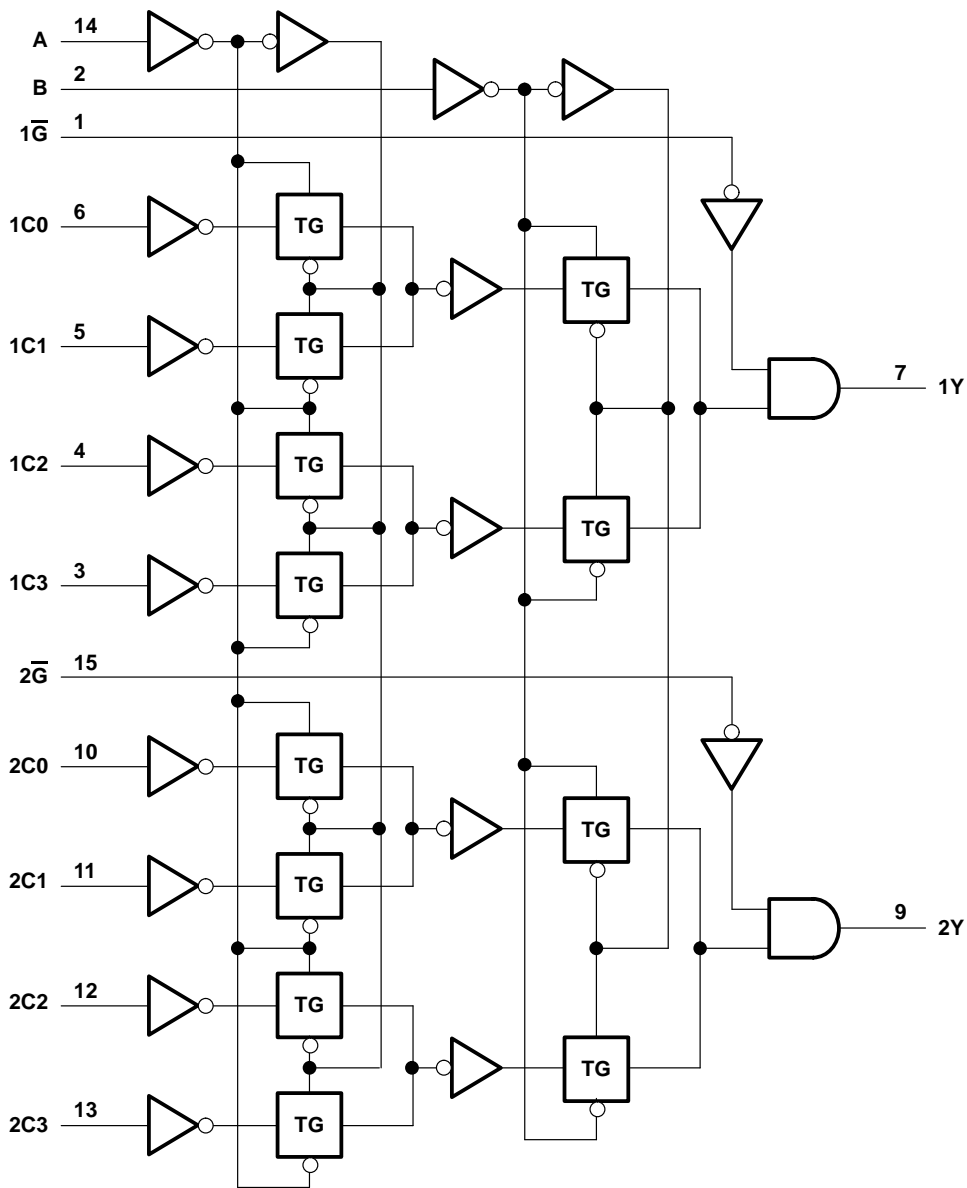 A 14
B 2
1G̅ 1
1C0 6 TG
TG
1C1 5 TG
7 1Y
1C2 4 TG
TG
1C3 3 TG
2G̅ 15
2C0 10 TG
TG
2C1 11 TG
9 2Y
2C2 12 TG
TG
2C3 13 TG